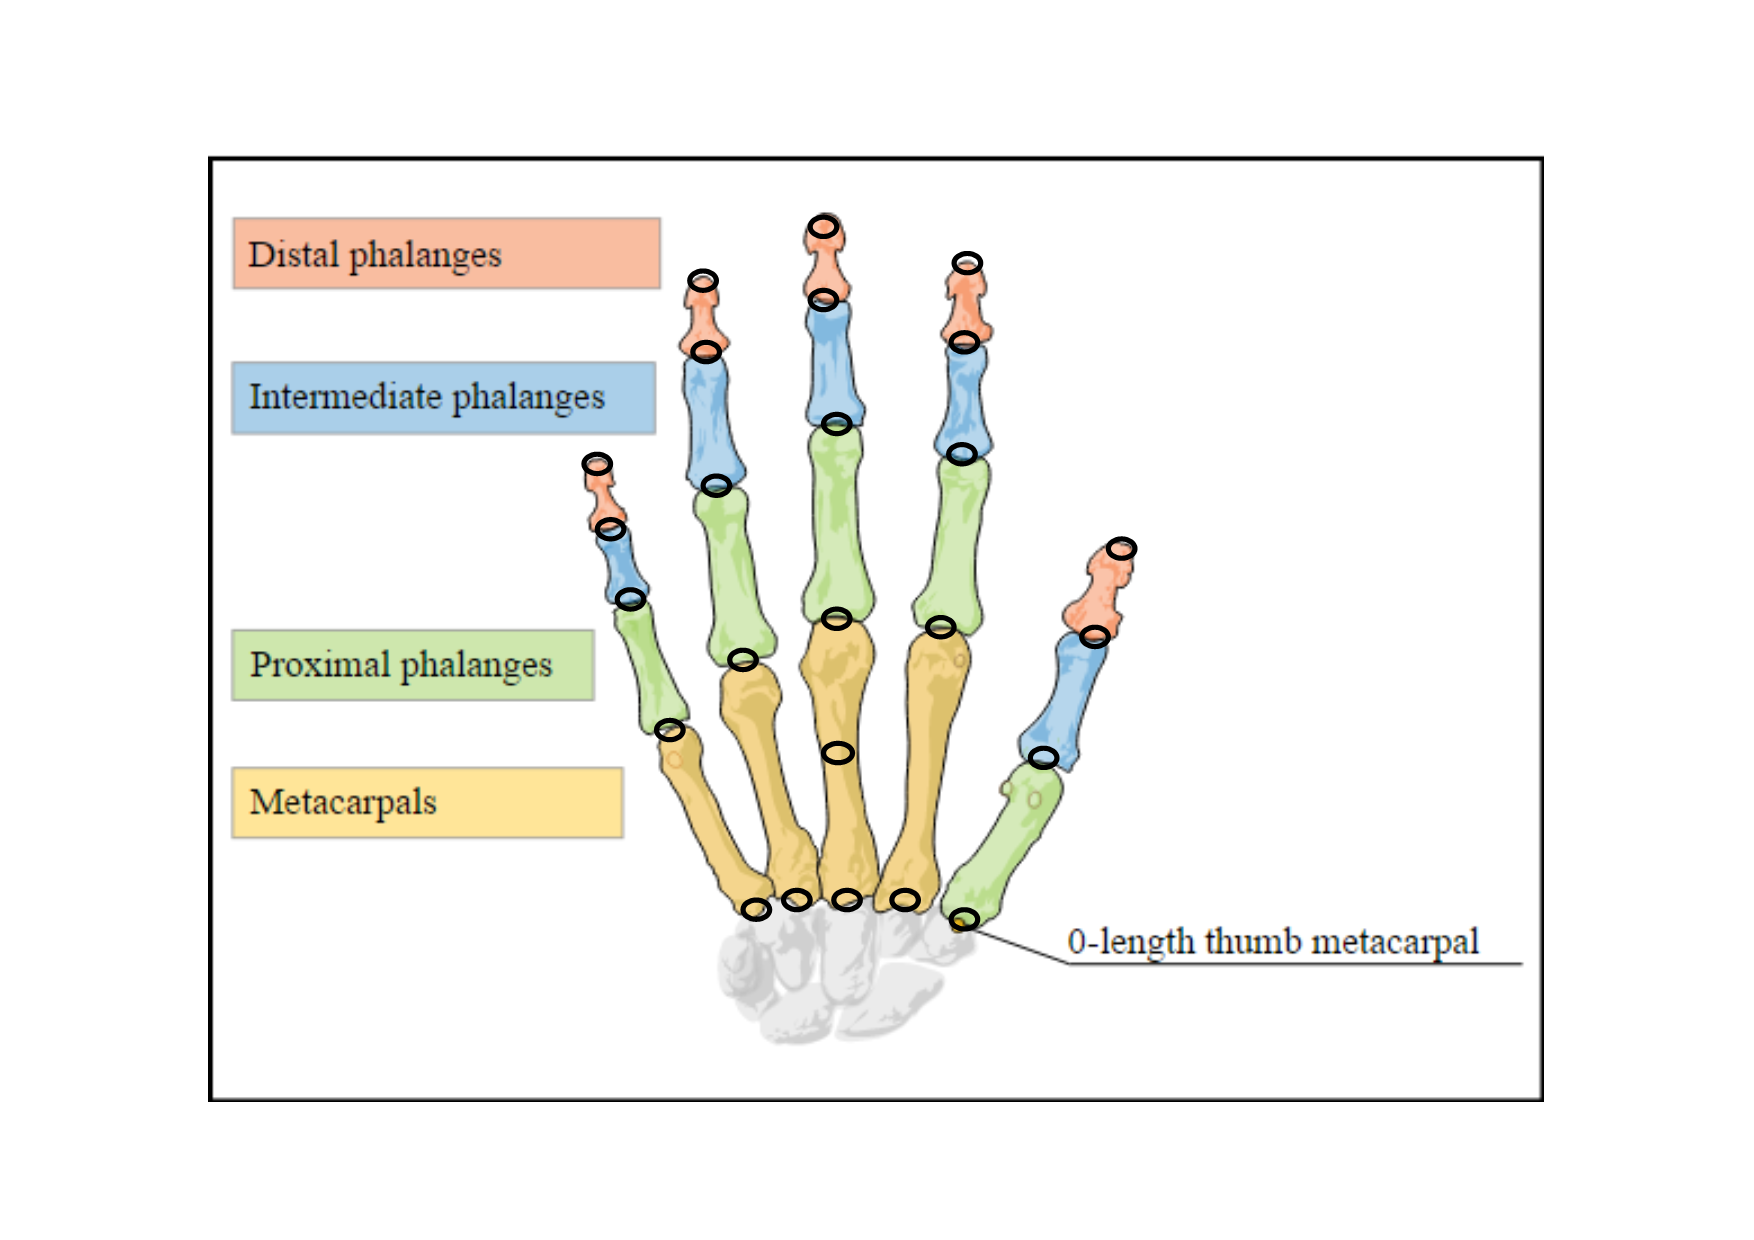 Distal phalanges
Intermediate phalanges
Proximal phalanges
Metacarpals
0-length thumb metacarpal